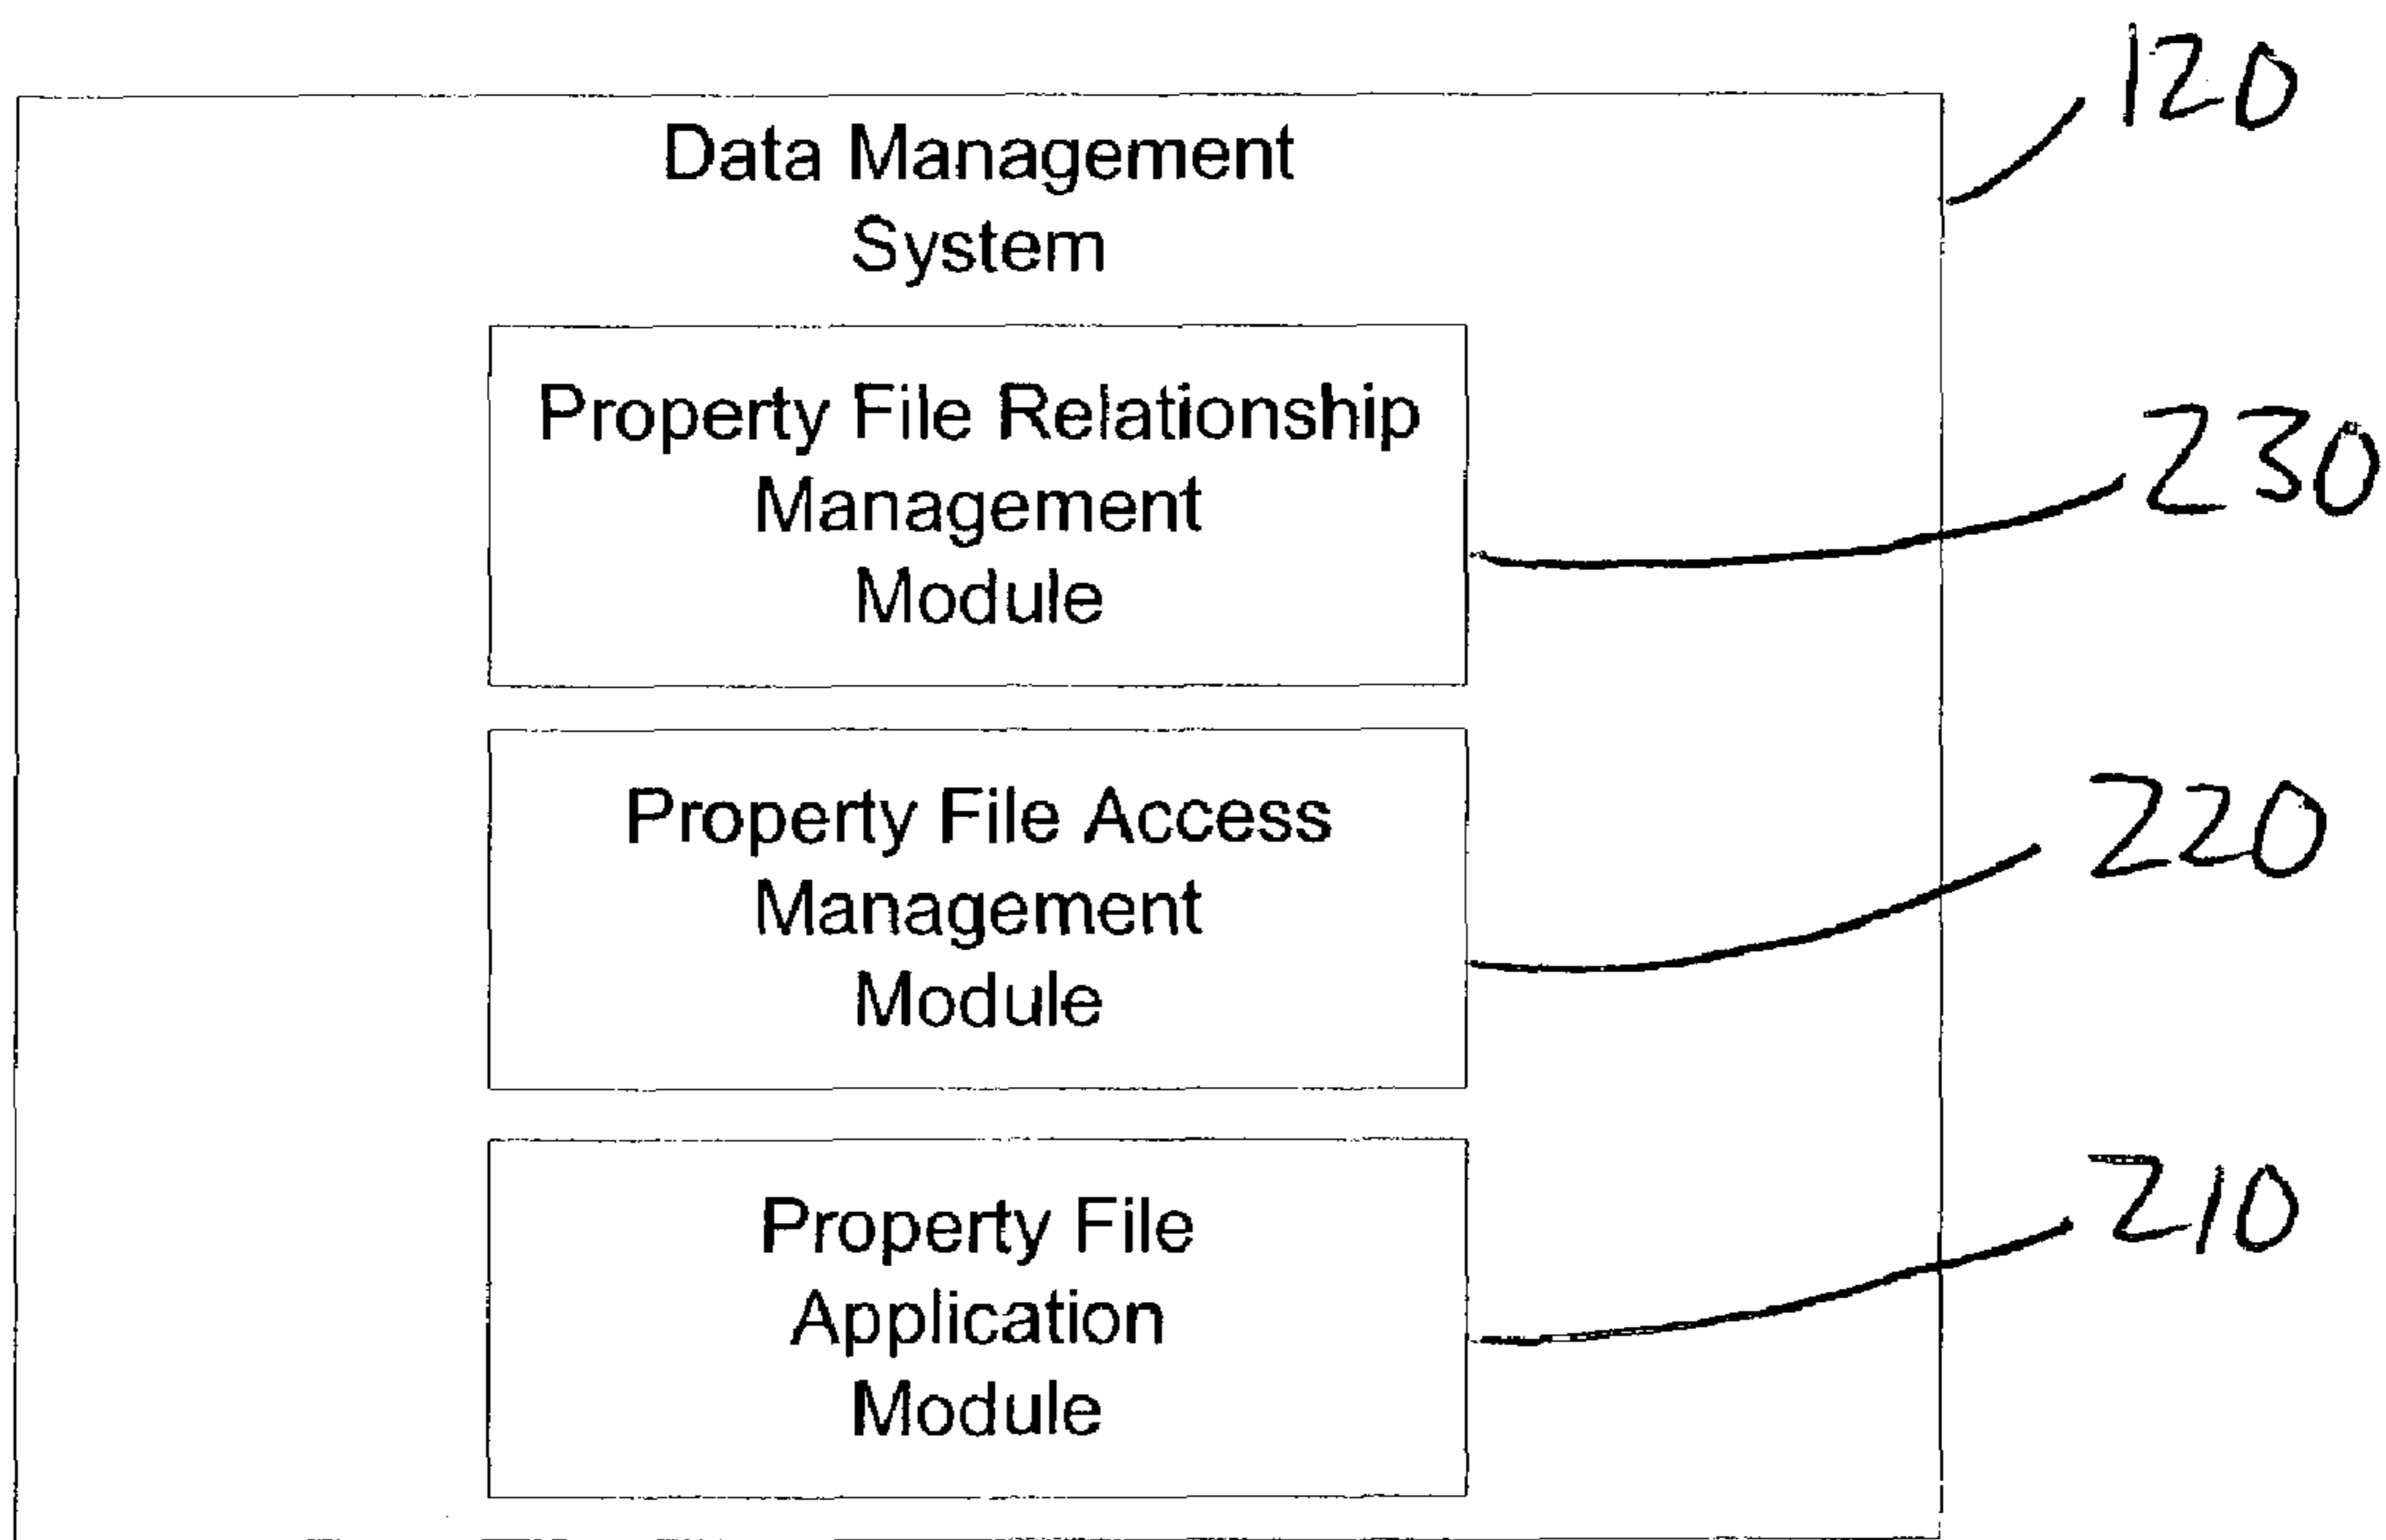 120
Data Management
System
Property File Relationship
Management
Module
230
Property File Access
Management
Module
220
Property File
Application
Module
210